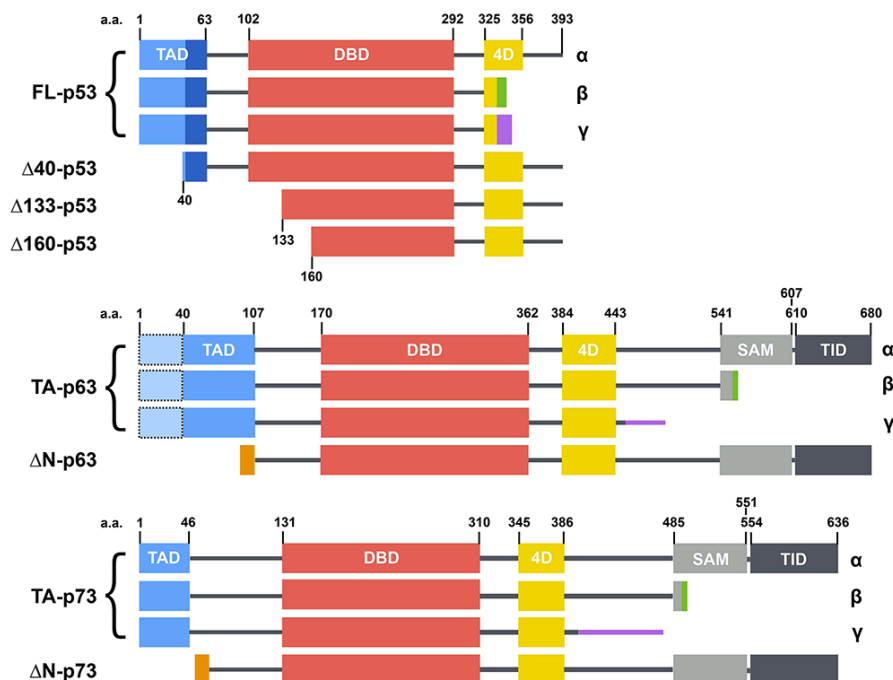 a.a. 1 63 102 292 325 356 393
TAD DBD 4D α
FL-p53 β
γ
Δ40-p53
40
Δ133-p53
133
Δ160-p53
160
607
a.a. 1 40 107 170 362 384 443 541 610 680
TAD DBD 4D SAM TID α
TA-p63 β
γ
ΔN-p63
551
a.a. 1 46 131 310 345 386 485 554 636
TAD DBD 4D SAM TID α
TA-p73 β
γ
ΔN-p73